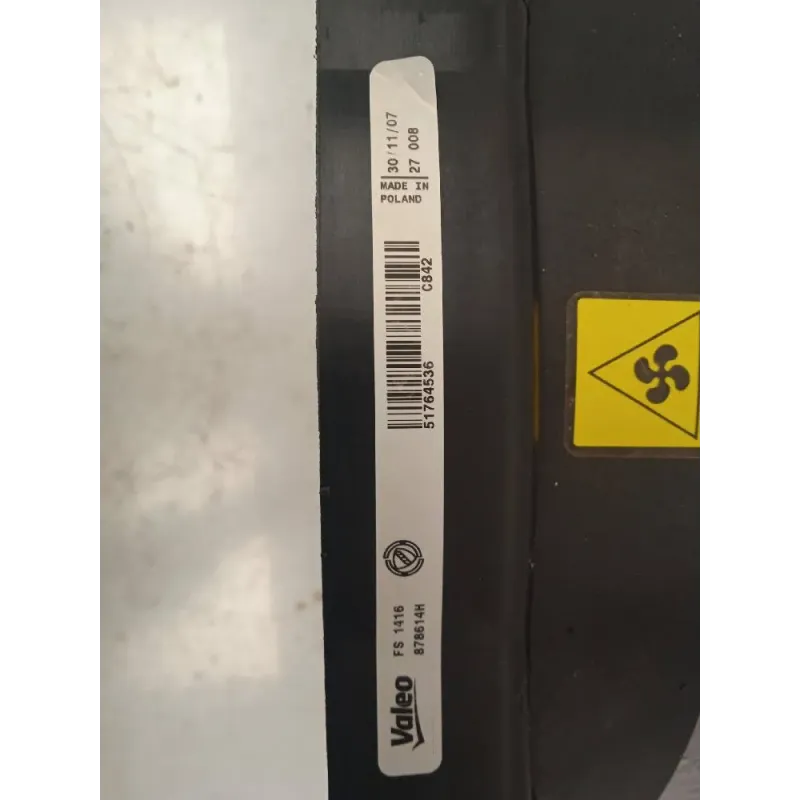 Valeo
FS 1416
878614H
51764536
C842
MADE IN
POLAND
30/11/07
27 008